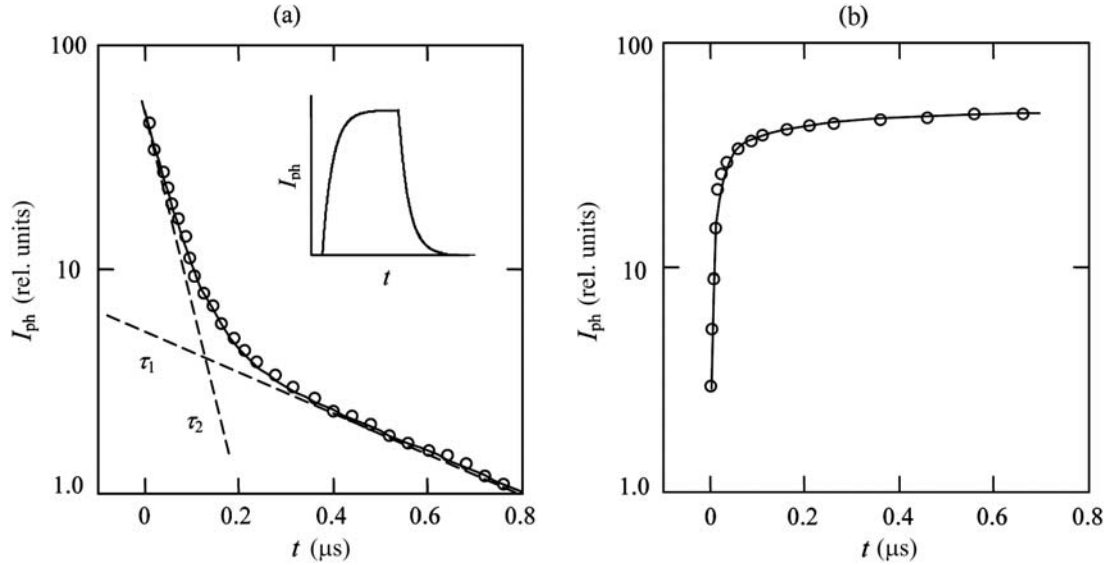 (a)
100
10
1.0
I_ph (rel. units)
τ₁
τ₂
I_ph
t
0 0.2 0.4 0.6 0.8
t (μs)
(b)
100
10
1.0
I_ph (rel. units)
0 0.2 0.4 0.6 0.8
t (μs)